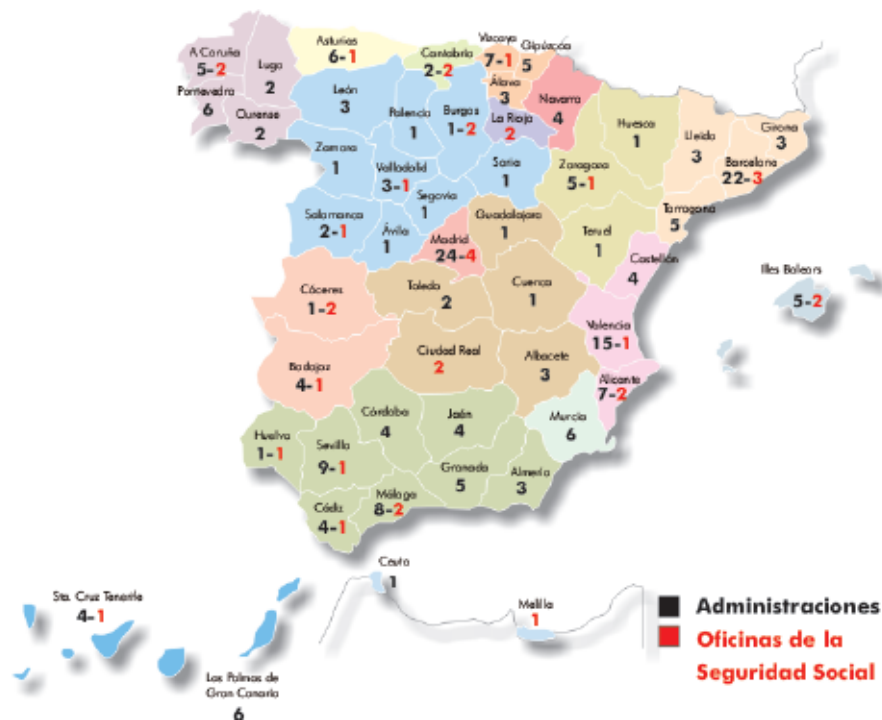 A Coruña
5-2
Lugo
2
Pontevedra
6
Ourense
2
Asturias
6-1
Cantabria
2-2
Vizcaya
7-1
Gipúzcoa
5
Álava
3
Navarra
4
La Rioja
2
León
3
Palencia
1
Burgos
1-2
Zamora
1
Valladolid
3-1
Soria
1
Segovia
1
Salamanca
2-1
Ávila
1
Madrid
24-4
Huesca
1
Zaragoza
5-1
Teruel
1
Lleida
3
Girona
3
Barcelona
22-3
Tarragona
5
Guadalajara
1
Toledo
2
Cuenca
1
Ciudad Real
2
Albacete
3
Castellón
4
Valencia
15-1
Alicante
7-2
Illes Balears
5-2
Cáceres
1-2
Badajoz
4-1
Murcia
6
Huelva
1-1
Sevilla
9-1
Córdoba
4
Jaén
4
Granada
5
Almería
3
Málaga
8-2
Cádiz
4-1
Ceuta
1
Melilla
1
Sta. Cruz Tenerife
4-1
Las Palmas de
Gran Canaria
6
Administraciones
Oficinas de la
Seguridad Social